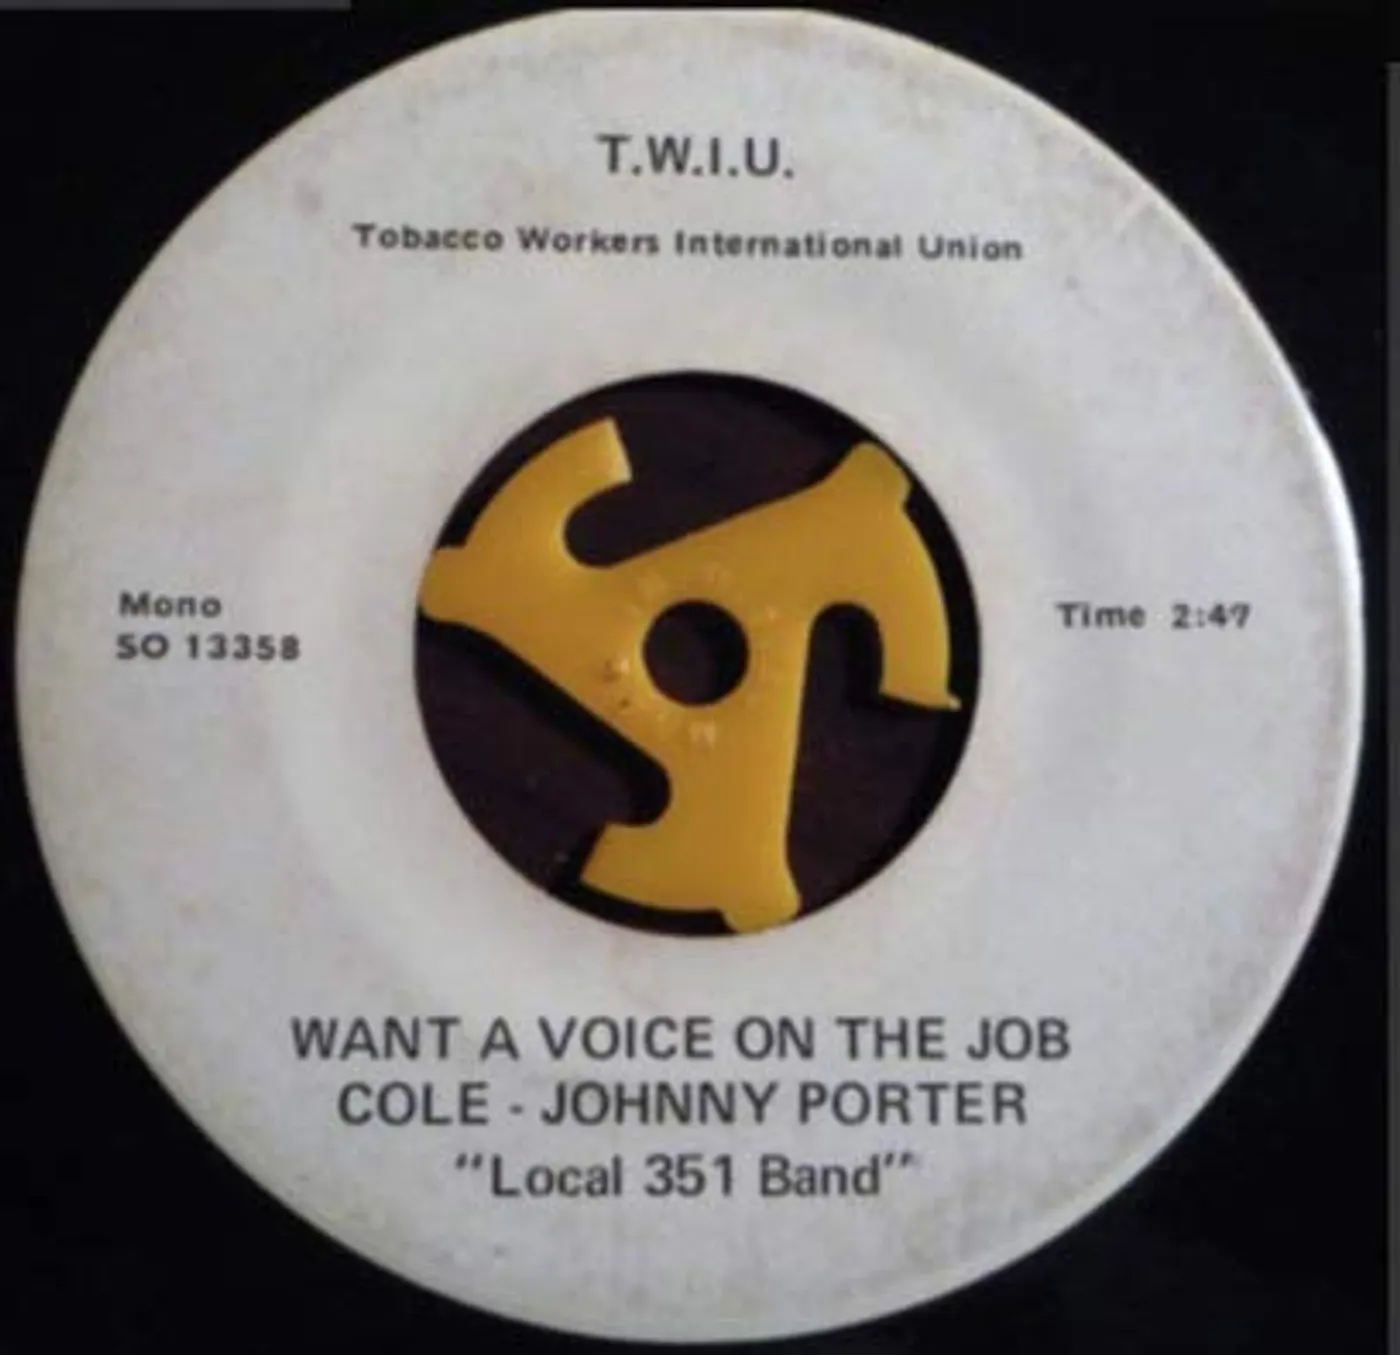 T.W.I.U.
Tobacco Workers International Union
Mono
SO 13358
Time 2:47
WANT A VOICE ON THE JOB
COLE - JOHNNY PORTER
"Local 351 Band"